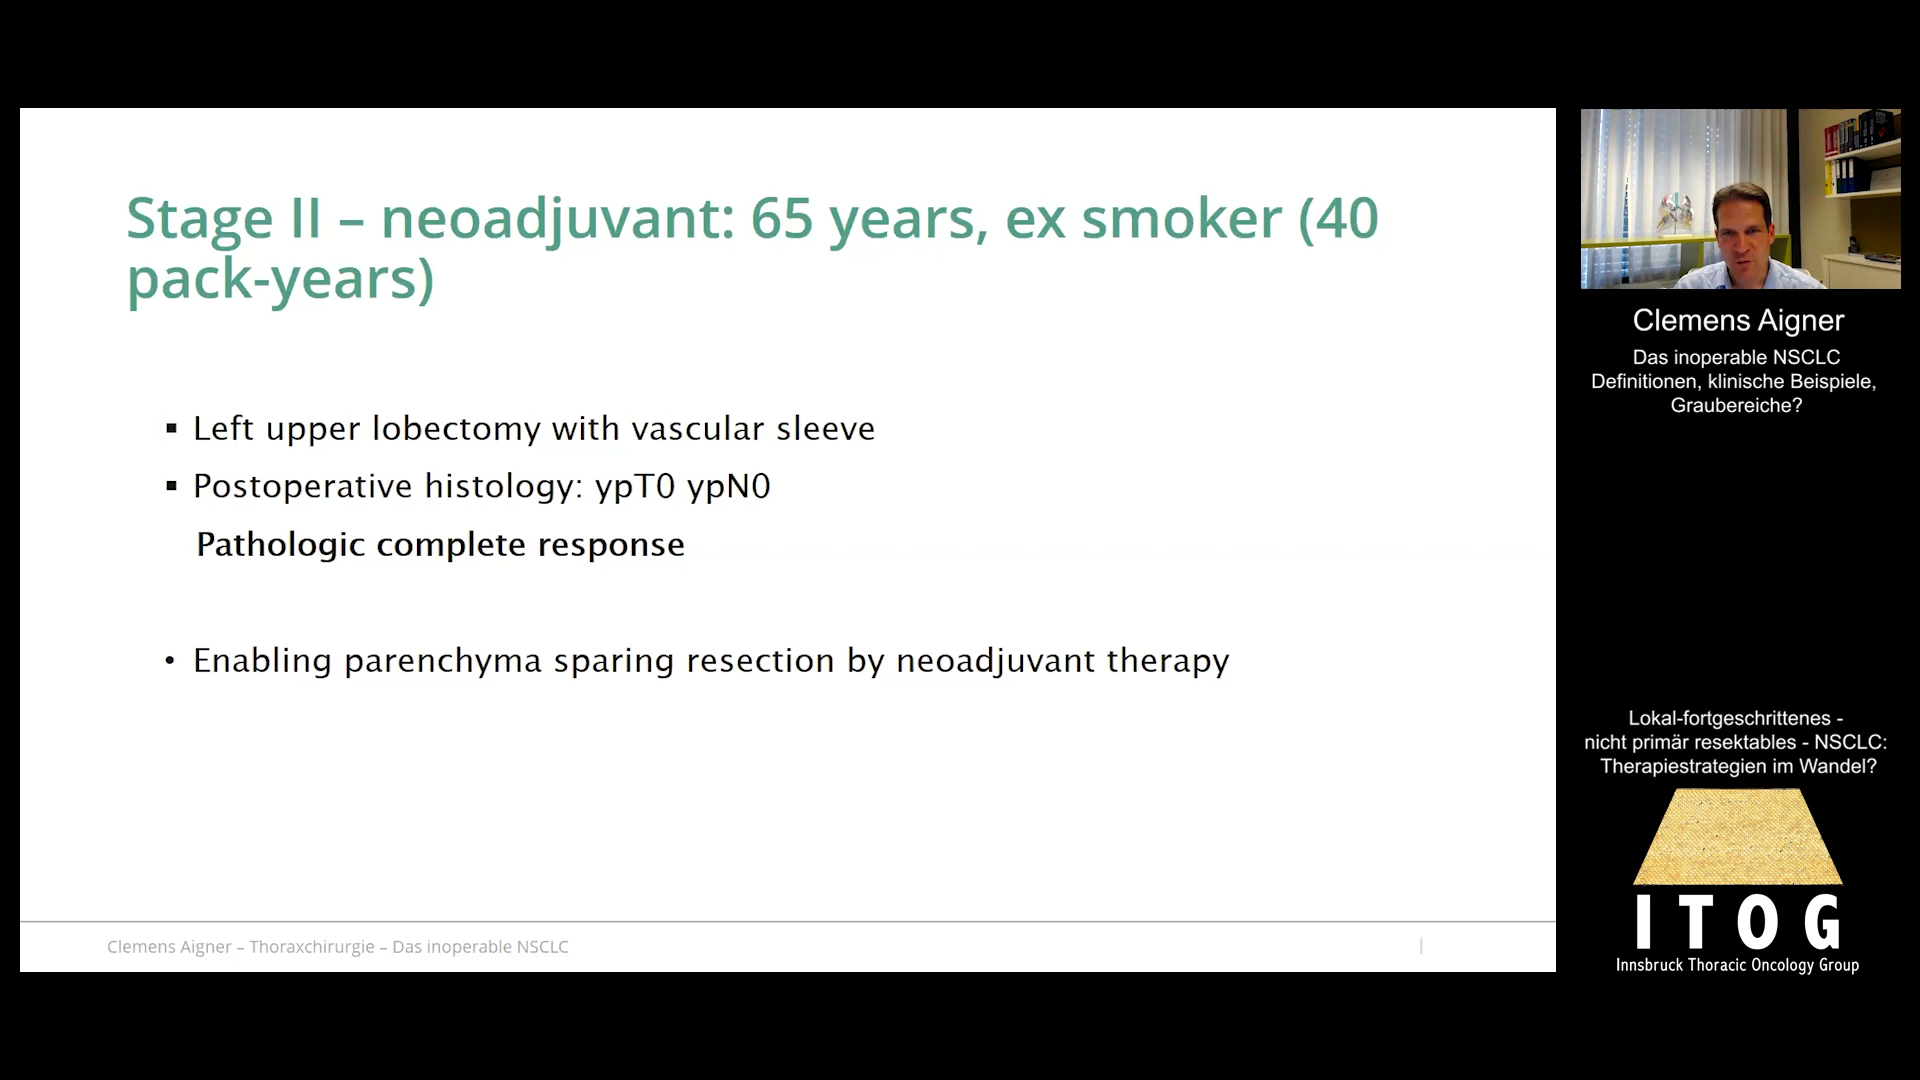 Stage II – neoadjuvant: 65 years, ex smoker (40
pack-years)
▪ Left upper lobectomy with vascular sleeve
▪ Postoperative histology: ypT0 ypN0
Pathologic complete response
• Enabling parenchyma sparing resection by neoadjuvant therapy
Clemens Aigner – Thoraxchirurgie – Das inoperable NSCLC
Clemens Aigner
Das inoperable NSCLC
Definitionen, klinische Beispiele,
Graubereiche?
Lokal-fortgeschrittenes -
nicht primär resektables - NSCLC:
Therapiestrategien im Wandel?
ITOG
Innsbruck Thoracic Oncology Group